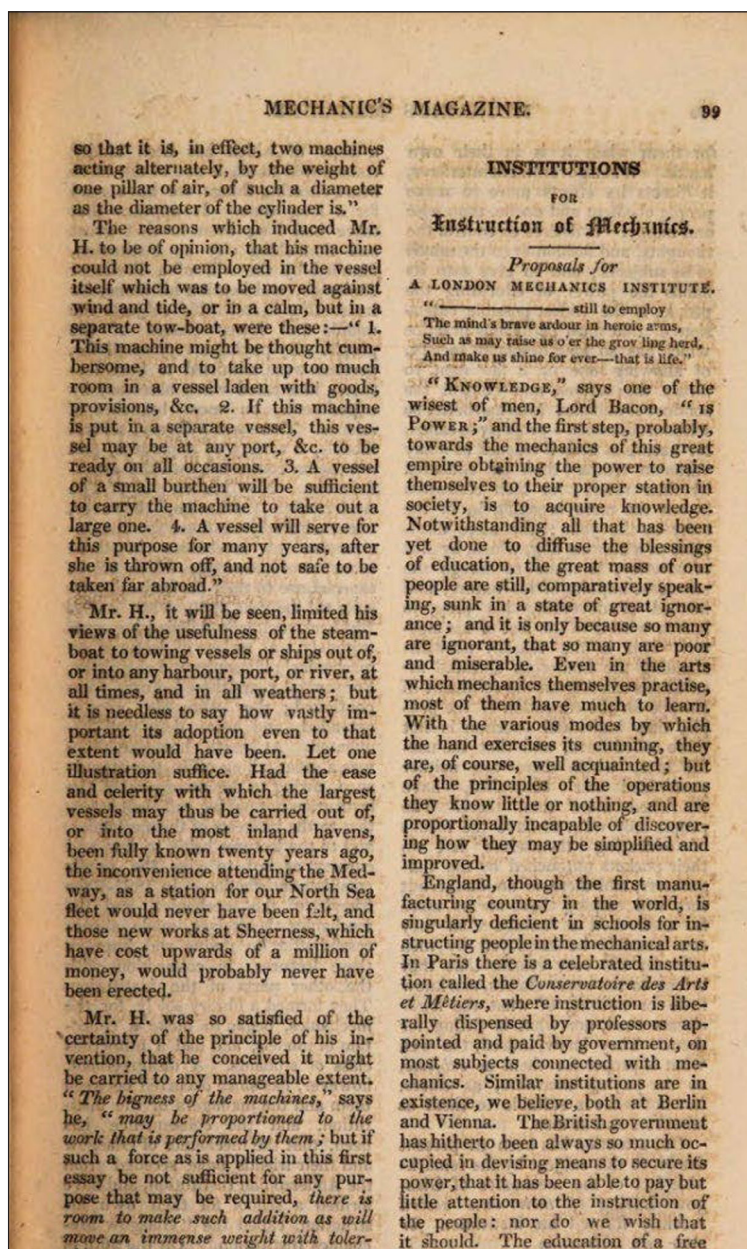 MECHANIC'S MAGAZINE. 99
so that it is, in effect, two machines
acting alternately, by the weight of
one pillar of air, of such a diameter
as the diameter of the cylinder is."
The reasons which induced Mr.
H. to be of opinion, that his machine
could not be employed in the vessel
itself which was to be moved against
wind and tide, or in a calm, but in a
separate tow-boat, were these:—" 1.
This machine might be thought cum-
bersome, and to take up too much
room in a vessel laden with goods,
provisions, &c. 2. If this machine
is put in a separate vessel, this ves-
sel may be at any port, &c. to be
ready on all occasions. 3. A vessel
of a small burthen will be sufficient
to carry the machine to take out a
large one. 4. A vessel will serve for
this purpose for many years, after
she is thrown off, and not safe to be
taken far abroad."
Mr. H., it will be seen, limited his
views of the usefulness of the steam-
boat to towing vessels or ships out of,
or into any harbour, port, or river, at
all times, and in all weathers; but
it is needless to say how vastly im-
portant its adoption even to that
extent would have been. Let one
illustration suffice. Had the ease
and celerity with which the largest
vessels may thus be carried out of,
or into the most inland havens,
been fully known twenty years ago,
the inconvenience attending the Med-
way, as a station for our North Sea
fleet would never have been felt, and
those new works at Sheerness, which
have cost upwards of a million of
money, would probably never have
been erected.
Mr. H. was so satisfied of the
certainty of the principle of his in-
vention, that he conceived it might
be carried to any manageable extent.
" The bigness of the machines," says
he, " may be proportioned to the
work that is performed by them; but if
such a force as is applied in this first
essay be not sufficient for any pur-
pose that may be required, there is
room to make such addition as will
move an immense weight with toler-
INSTITUTIONS
FOR
Instruction of Mechanics.
Proposals for
A LONDON MECHANICS INSTITUTE.
" ———— still to employ
The mind's brave ardour in heroic arms,
Such as may raise us o'er the grov ling herd,
And make us shine for ever—that is life."
" KNOWLEDGE," says one of the
wisest of men, Lord Bacon, " IS
POWER;" and the first step, probably,
towards the mechanics of this great
empire obtaining the power to raise
themselves to their proper station in
society, is to acquire knowledge.
Notwithstanding all that has been
yet done to diffuse the blessings
of education, the great mass of our
people are still, comparatively speak-
ing, sunk in a state of great ignor-
ance; and it is only because so many
are ignorant, that so many are poor
and miserable. Even in the arts
which mechanics themselves practise,
most of them have much to learn.
With the various modes by which
the hand exercises its cunning, they
are, of course, well acquainted; but
of the principles of the operations
they know little or nothing, and are
proportionally incapable of discover-
ing how they may be simplified and
improved.
England, though the first manu-
facturing country in the world, is
singularly deficient in schools for in-
structing people in the mechanical arts.
In Paris there is a celebrated institu-
tion called the Conservatoire des Arts
et Métiers, where instruction is libe-
rally dispensed by professors ap-
pointed and paid by government, on
most subjects connected with me-
chanics. Similar institutions are in
existence, we believe, both at Berlin
and Vienna. The British government
has hitherto been always so much oc-
cupied in devising means to secure its
power, that it has been able to pay but
little attention to the instruction of
the people: nor do we wish that
it should. The education of a free